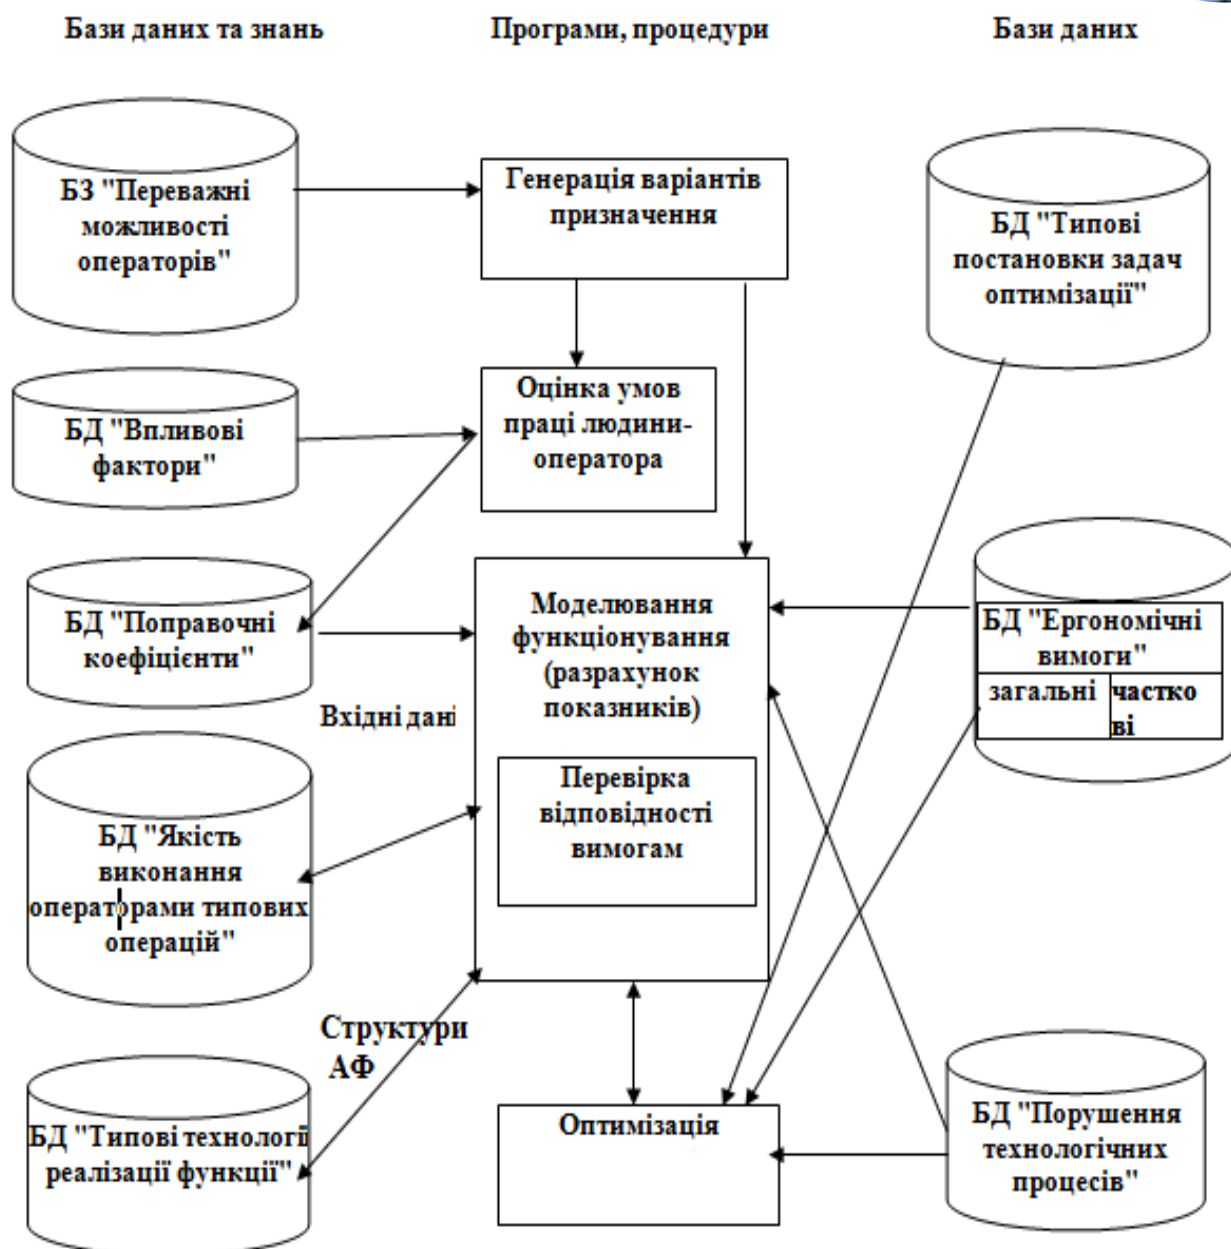 Бази даних та знань
Програми, процедури
Бази даних
БЗ "Переважні
можливості
операторів"
Генерація варіантів
призначення
БД "Типові
постановки задач
оптимізації"
БД "Впливові
фактори"
Оцінка умов
праці людини-
оператора
БД "Поправочні
коефіцієнти"
Вхідні дані
Моделювання
функціонування
(разрахунок
показників)
Перевірка
відповідності
вимогам
БД "Ергономічні
вимоги"
загальні
частко
ві
БД "Якість
виконання
операторами типових
операцій"
Структури
АФ
БД "Типові технології
реалізації функції"
Оптимізація
БД "Порушення
технологічних
процесів"